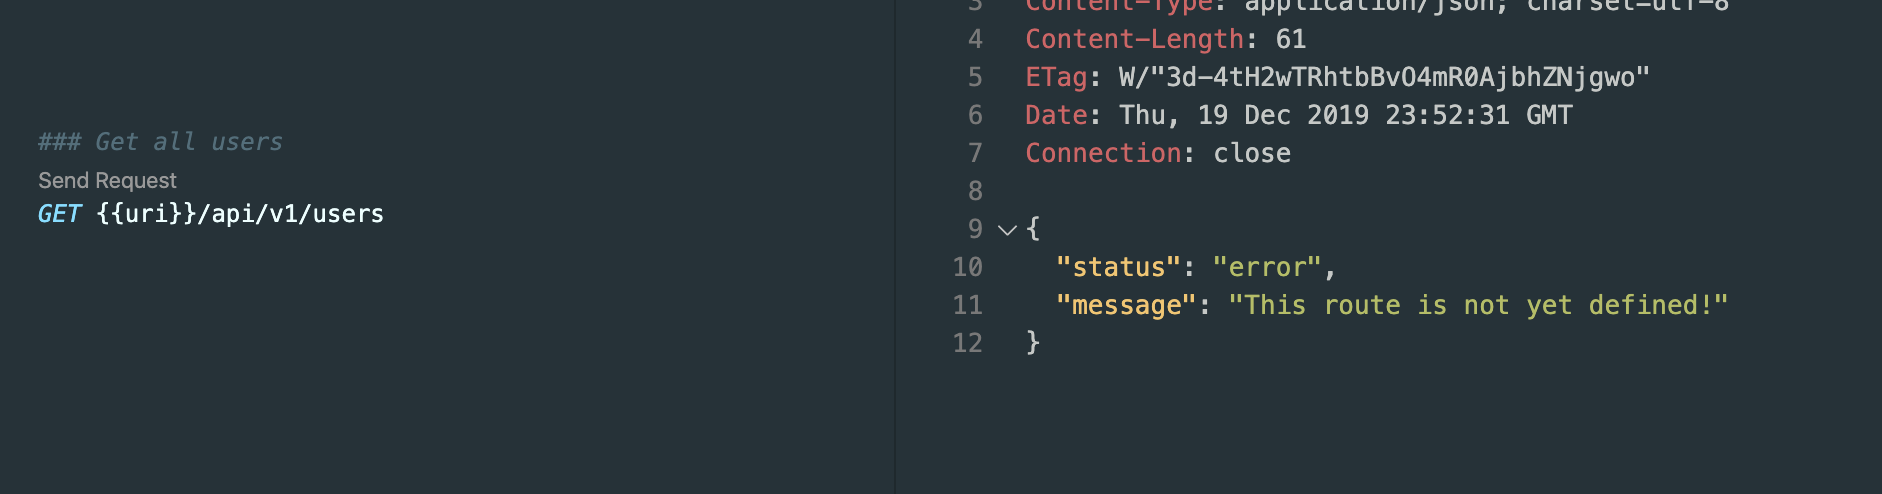 ### Get all users
Send Request
GET {{uri}}/api/v1/users
3 Content-Type: application/json; charset=utf-8
4 Content-Length: 61
5 ETag: W/"3d-4tH2wTRhtbBvO4mR0AjbhZNjgwo"
6 Date: Thu, 19 Dec 2019 23:52:31 GMT
7 Connection: close
8
9 {
10 "status": "error",
11 "message": "This route is not yet defined!"
12 }